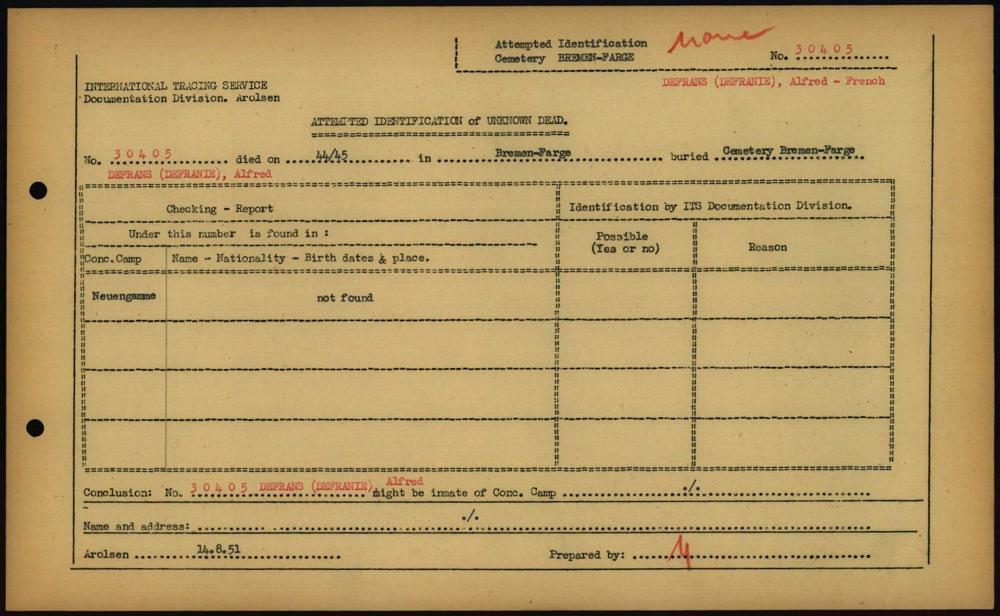 Attempted Identification
none
Cemetery BREMEN-FARGE
No. 30405
DEFRANS (DEFRANIE), Alfred - French
INTERNATIONAL TRACING SERVICE
Documentation Division. Arolsen
ATTEMPTED IDENTIFICATION of UNKNOWN DEAD.
No. 30405 died on 44/45 in Bremen-Farge buried Cemetery Bremen-Farge
DEFRANS (DEFRANIE), Alfred
Checking - Report
Identification by ITS Documentation Division.
Under this number is found in :
Possible
(Yes or no)
Reason
Conc.Camp
Name - Nationality - Birth dates & place.
Neuengamme
not found
Conclusion: No. 30405 DEFRANS (DEFRANIE), Alfred might be inmate of Conc. Camp ./.
Name and address: ./.
Arolsen 14.8.51 Prepared by: